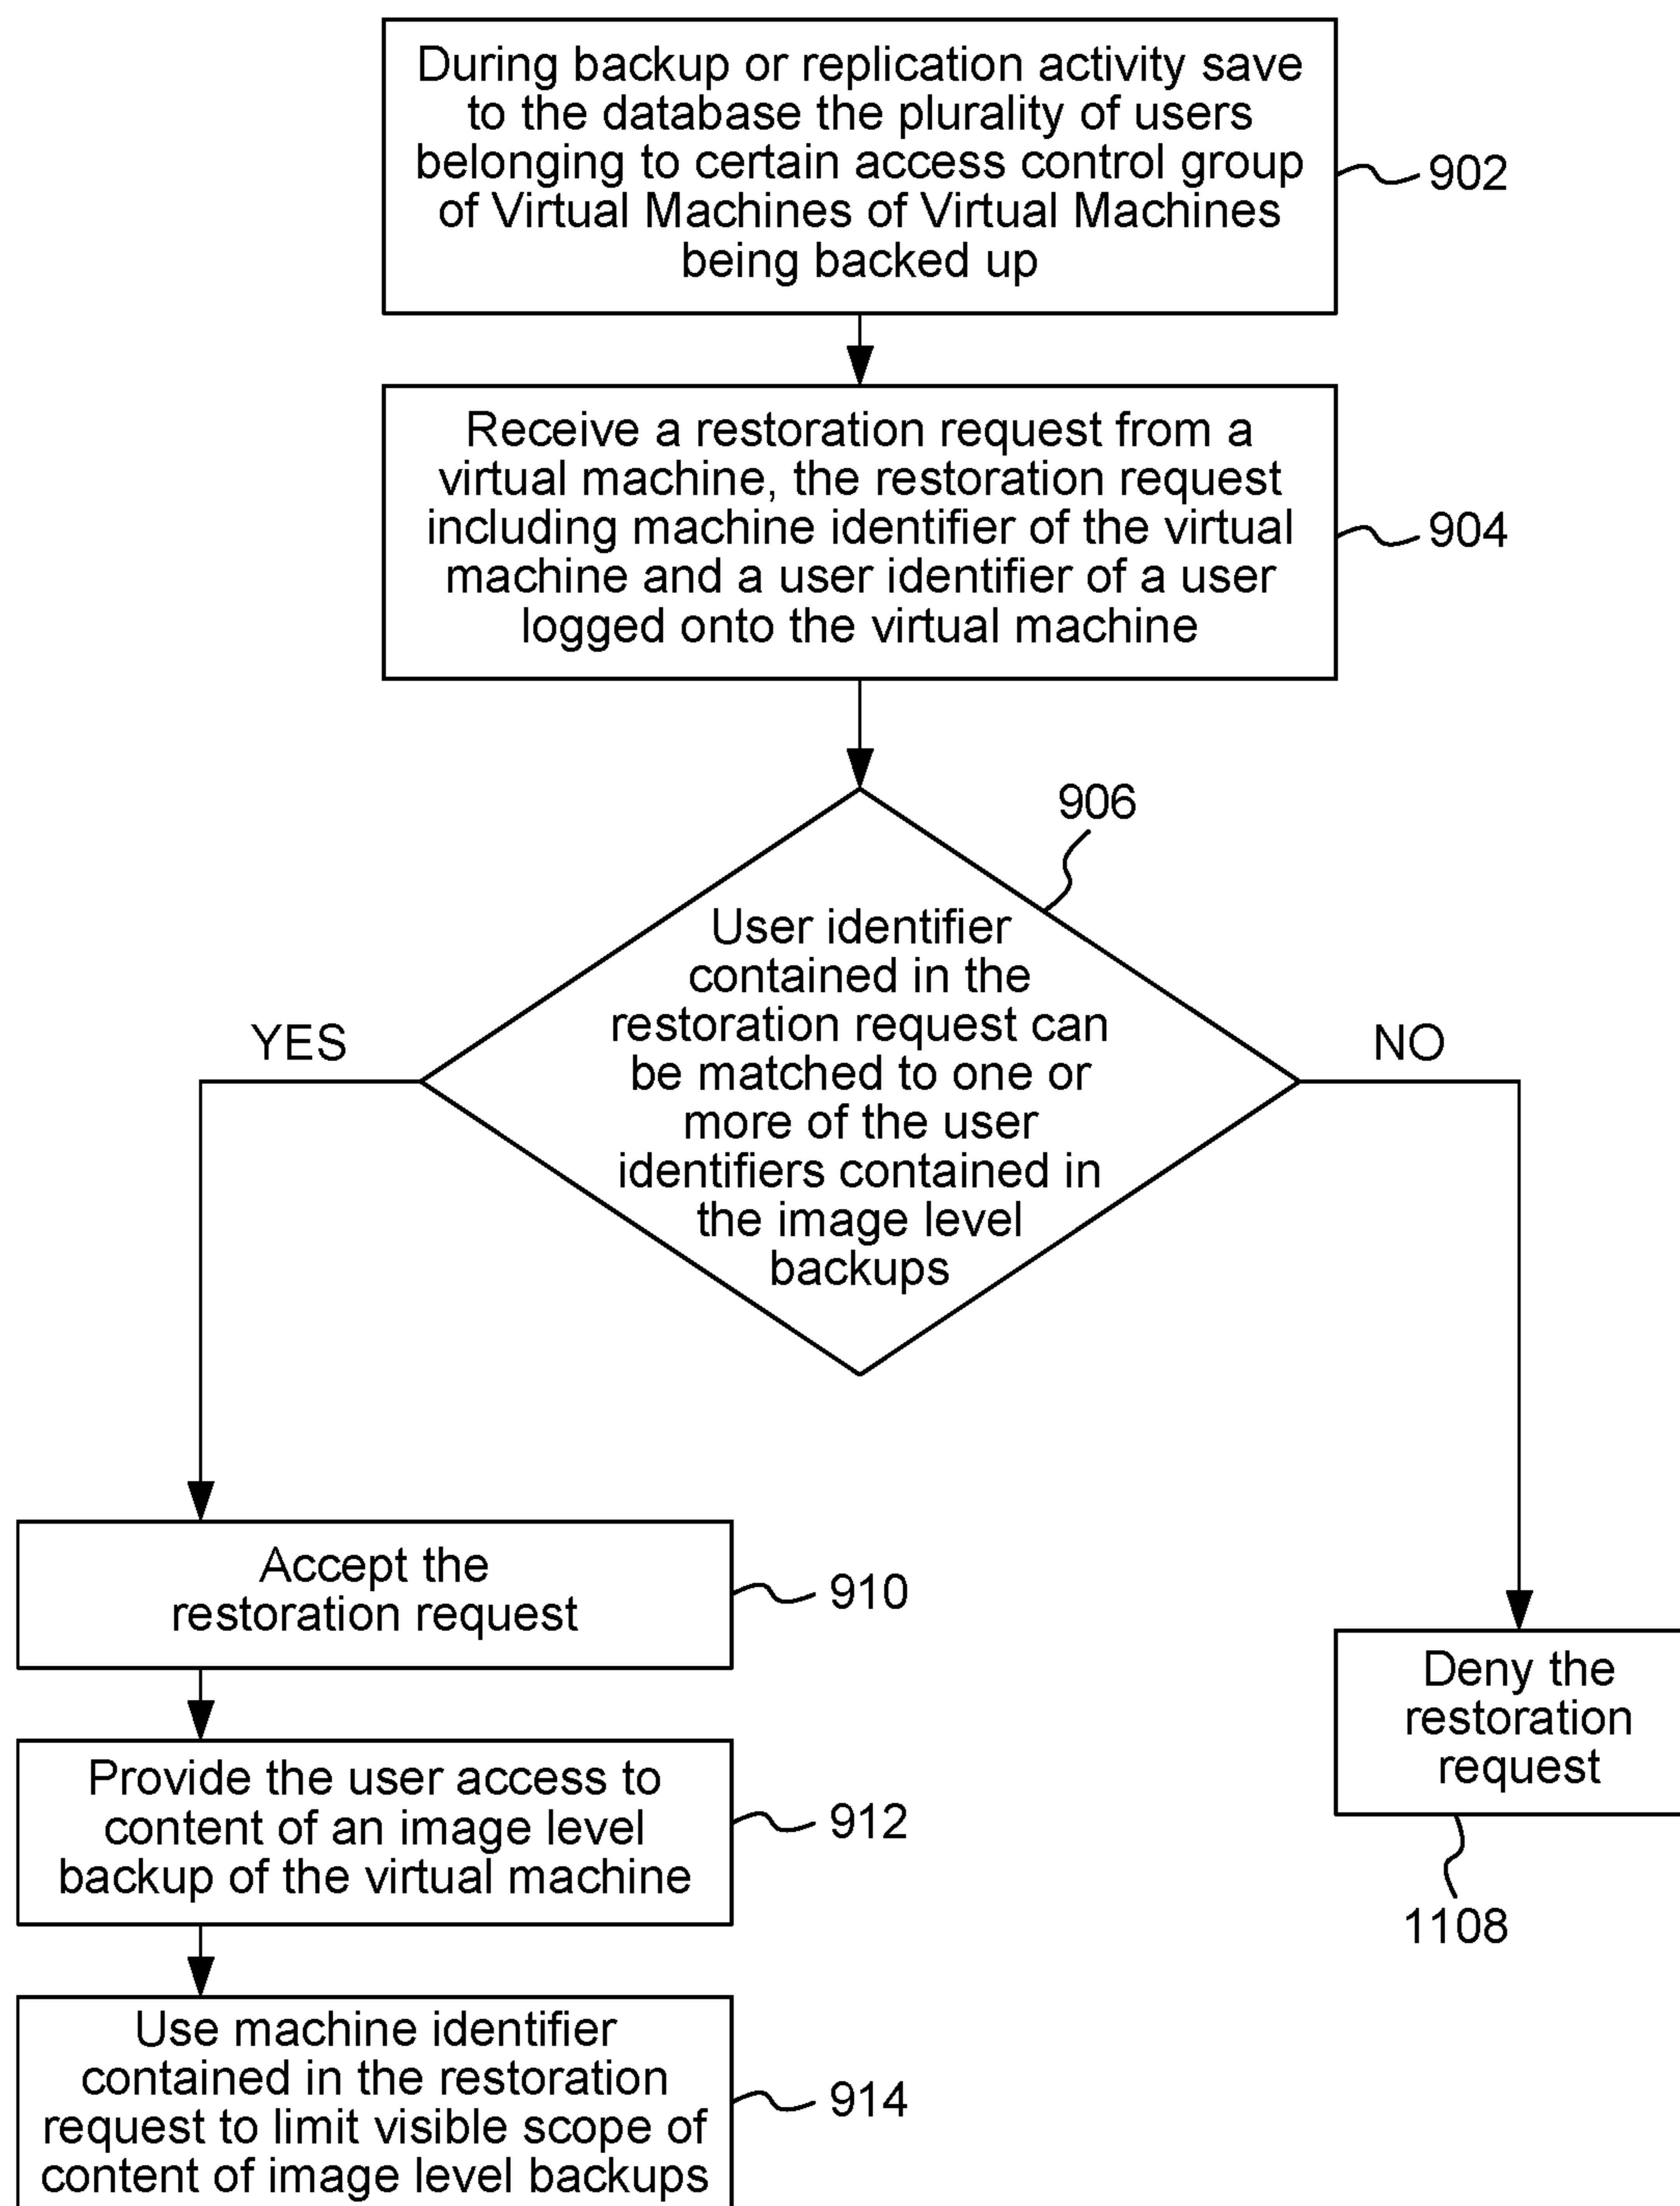 During backup or replication activity save
to the database the plurality of users
belonging to certain access control group
of Virtual Machines of Virtual Machines
being backed up
902
Receive a restoration request from a
virtual machine, the restoration request
including machine identifier of the virtual
machine and a user identifier of a user
logged onto the virtual machine
904
906
User identifier
contained in the
restoration request can
be matched to one or
more of the user
identifiers contained in
the image level
backups
YES
NO
Accept the
restoration request
910
Provide the user access to
content of an image level
backup of the virtual machine
912
Use machine identifier
contained in the restoration
request to limit visible scope of
content of image level backups
914
Deny the
restoration
request
1108